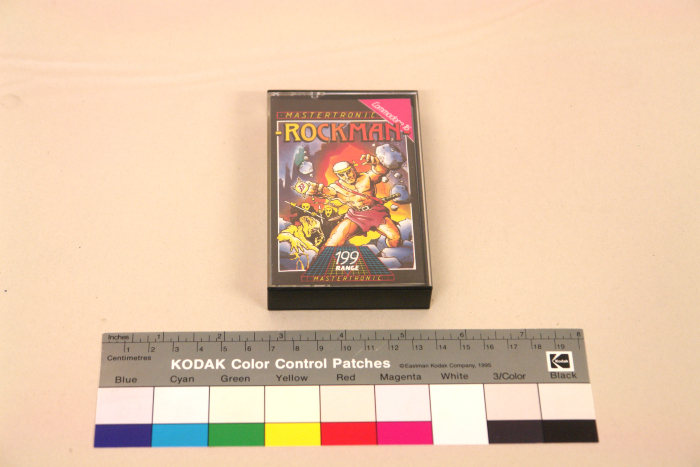 MASTERTRONIC
Commodore 16
ROCKMAN
199
RANGE
MASTERTRONIC
Inches 1 2 3 4 5 6 7 8
Centimetres 1 2 3 4 5 6 7 8 9 10 11 12 13 14 15 16 17 18 19
KODAK Color Control Patches ©Eastman Kodak Company, 1995 Kodak
Blue Cyan Green Yellow Red Magenta White 3/Color Black